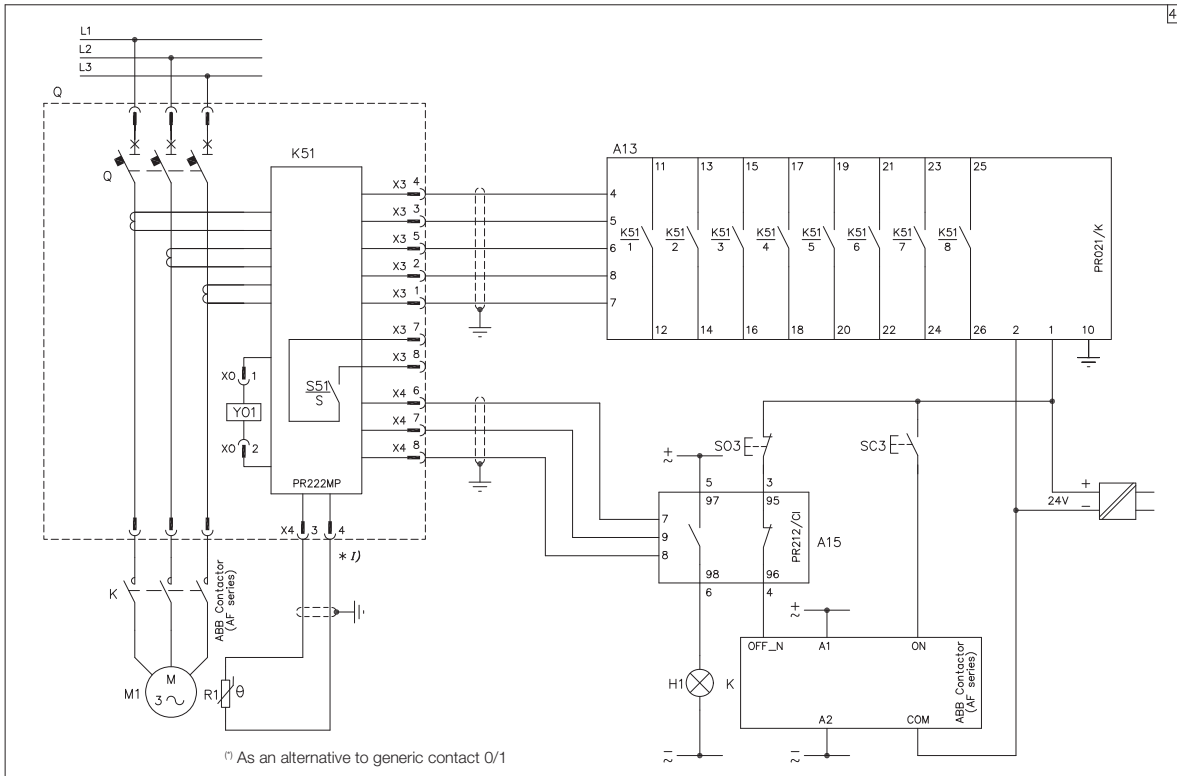 4
L1
L2
L3
Q
K51
A13
Q
X3 4
X3 3
X3 5
X3 2
X3 1
X3 7
X3 8
X4 6
X4 7
X4 8
S51
S
X0 1
Y01
X0 2
PR222MP
X4 3 4
* I)
11 13 15 17 19 21 23 25
4
5
6
8
7
K51 K51 K51 K51 K51 K51 K51 K51
1 2 3 4 5 6 7 8
PR021/K
12 14 16 18 20 22 24 26 2 1 10
SO3
SC3
+
~
5 3
97 95
7
9
8
PR212/CI
A15
98 96
6 4
24V
+
−
K
ABB Contactor
(AF series)
M1
M
3 ~
R1
θ
H1
K
+
~
OFF_N A1 ON
ABB Contactor
(AF series)
A2 COM
−
~
−
~
(*) As an alternative to generic contact 0/1